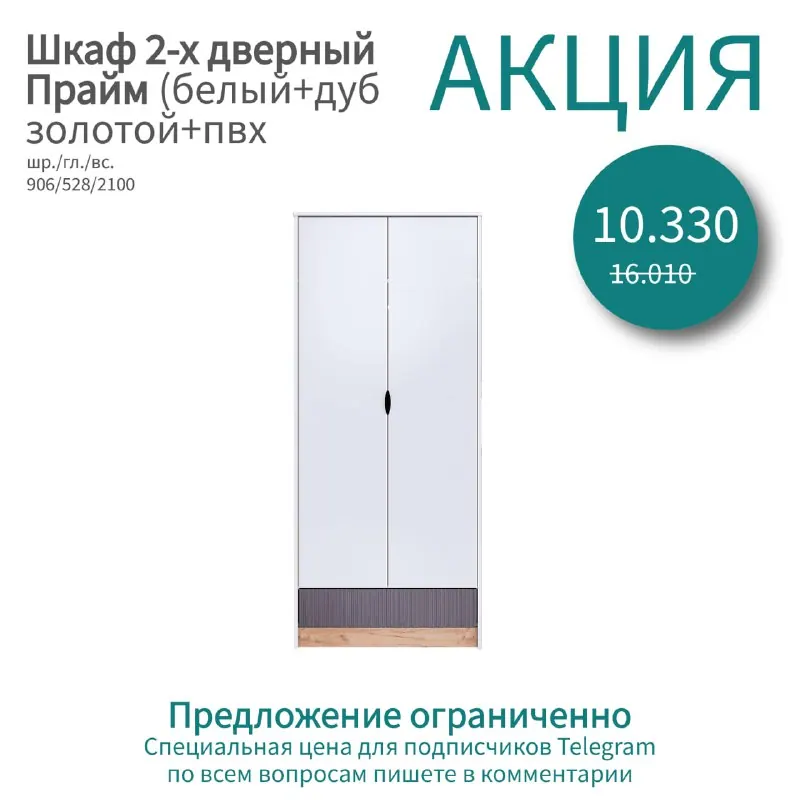 Шкаф 2-х дверный
Прайм (белый+дуб
золотой+пвх
шр./гл./вс.
906/528/2100
АКЦИЯ
10.330
16.010
Предложение ограниченно
Специальная цена для подписчиков Telegram
по всем вопросам пишете в комментарии